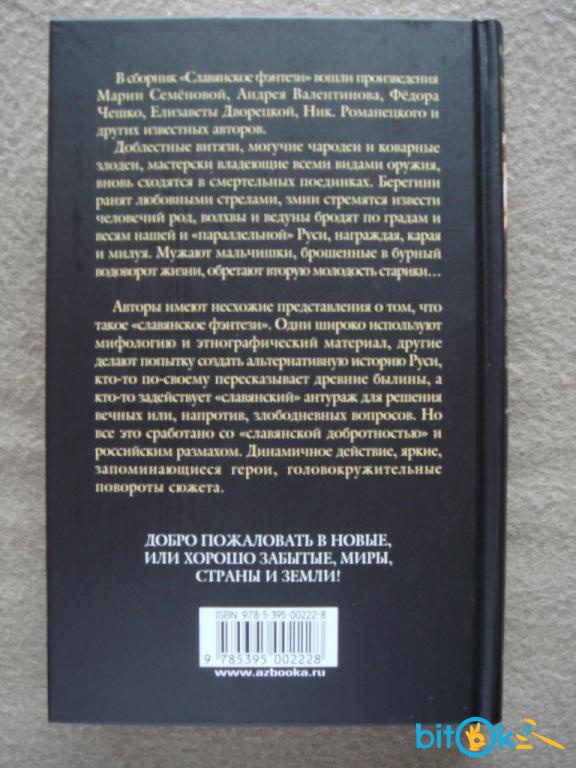 В сборник «Славянское фэнтези» вошли произведения
Марии Семёновой, Андрея Валентинова, Фёдора
Чешко, Елизаветы Дворецкой, Ник. Романецкого и
других известных авторов.
Доблестные витязи, могучие чародеи и коварные
злодеи, мастерски владеющие всеми видами оружия,
вновь сходятся в смертельных поединках. Берегини
ранят любовными стрелами, змии стремятся извести
человечий род, волхвы и ведуны бродят по градам и
весям нашей и «параллельной» Руси, награждая, карая
и милуя. Мужают мальчишки, брошенные в бурный
водоворот жизни, обретают вторую молодость старики...
Авторы имеют несхожие представления о том, что
такое «славянское фэнтези». Одни широко используют
мифологию и этнографический материал, другие
делают попытку создать альтернативную историю Руси,
кто-то по-своему пересказывает древние былины, а
кто-то задействует «славянский» антураж для решения
вечных или, напротив, злободневных вопросов. Но
все это сработано со «славянской добротностью» и
российским размахом. Динамичное действие, яркие,
запоминающиеся герои, головокружительные
повороты сюжета.
ДОБРО ПОЖАЛОВАТЬ В НОВЫЕ,
ИЛИ ХОРОШО ЗАБЫТЫЕ, МИРЫ,
СТРАНЫ И ЗЕМЛИ!
ISBN 978-5-395-00222-8
9 785395 002228
www.azbooka.ru
bitOk